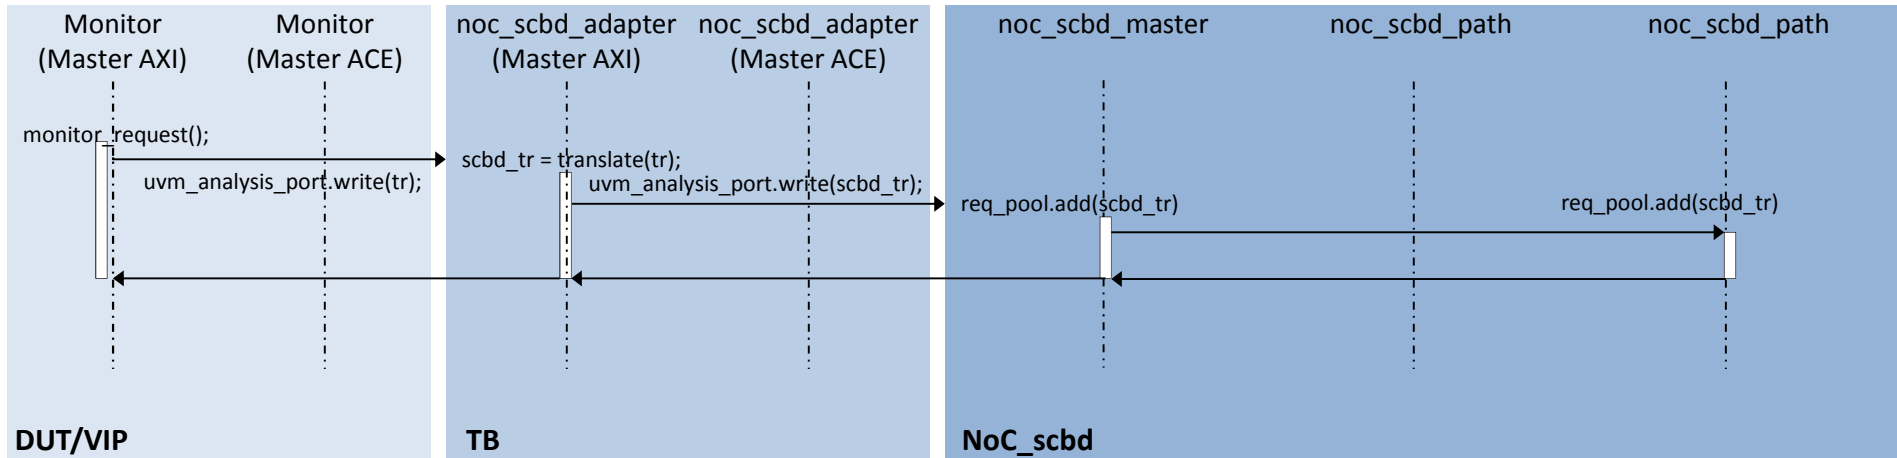 Monitor
(Master AXI)
Monitor
(Master ACE)
noc_scbd_adapter
(Master AXI)
noc_scbd_adapter
(Master ACE)
noc_scbd_master
noc_scbd_path
noc_scbd_path
monitor_request();
uvm_analysis_port.write(tr);
scbd_tr = translate(tr);
uvm_analysis_port.write(scbd_tr);
req_pool.add(scbd_tr)
req_pool.add(scbd_tr)
DUT/VIP
TB
NoC_scbd